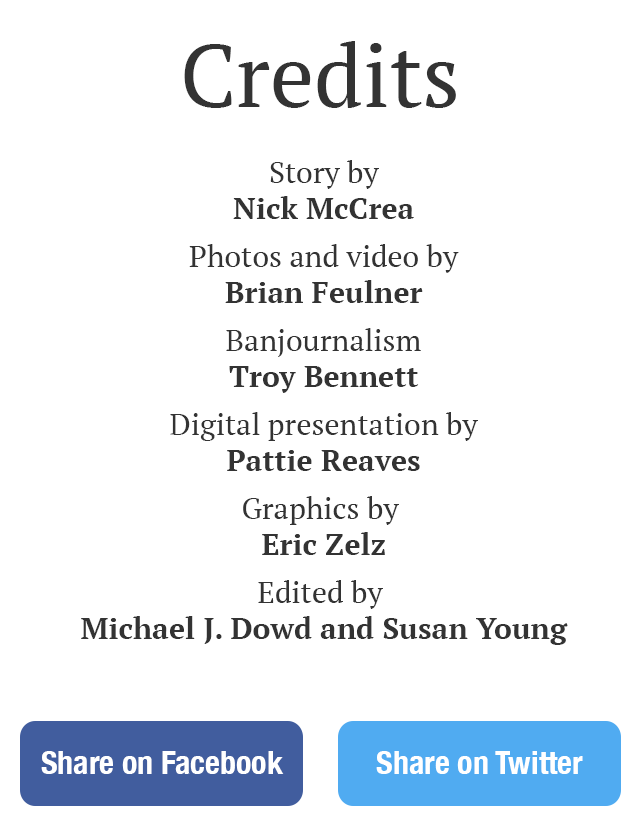 Credits
Story by
Nick McCrea
Photos and video by
Brian Feulner
Banjournalism
Troy Bennett
Digital presentation by
Pattie Reaves
Graphics by
Eric Zelz
Edited by
Michael J. Dowd and Susan Young
Share on Facebook
Share on Twitter